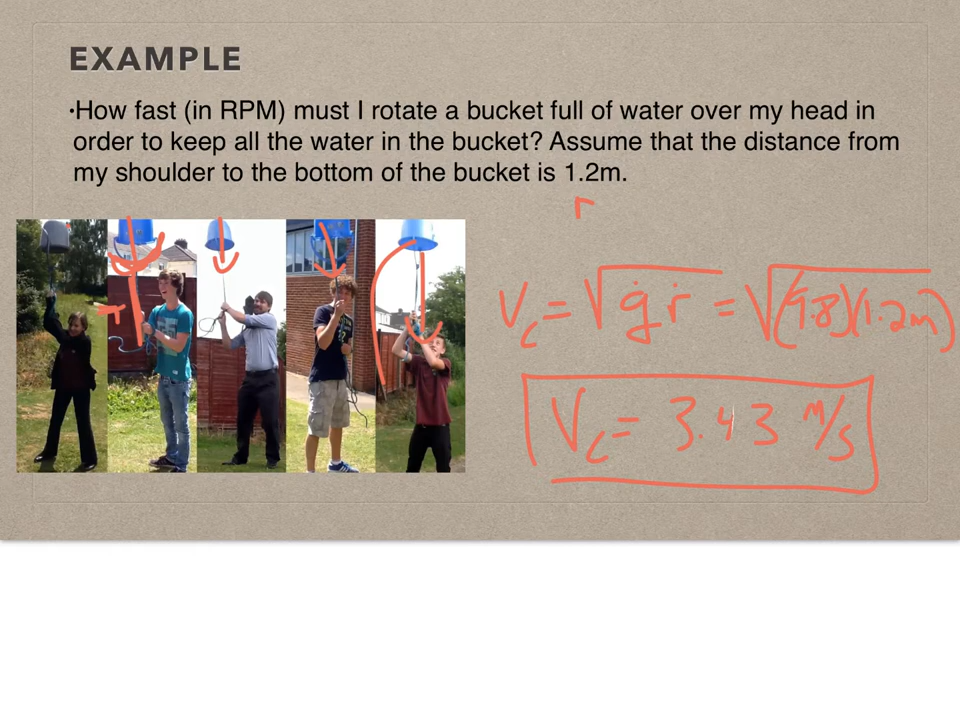 EXAMPLE
•How fast (in RPM) must I rotate a bucket full of water over my head in
order to keep all the water in the bucket? Assume that the distance from
my shoulder to the bottom of the bucket is 1.2m.
r
Vc = √g r = √(9.8)(1.2m)
Vc = 3.43 m/s